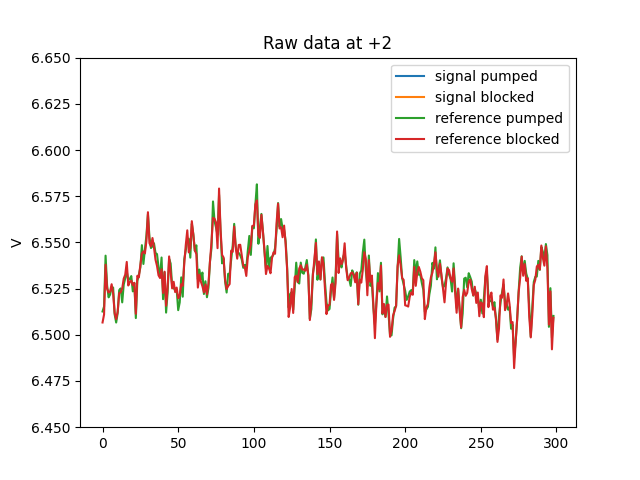 Raw data at +2
signal pumped
signal blocked
reference pumped
reference blocked
V
6.650
6.625
6.600
6.575
6.550
6.525
6.500
6.475
6.450
0 50 100 150 200 250 300